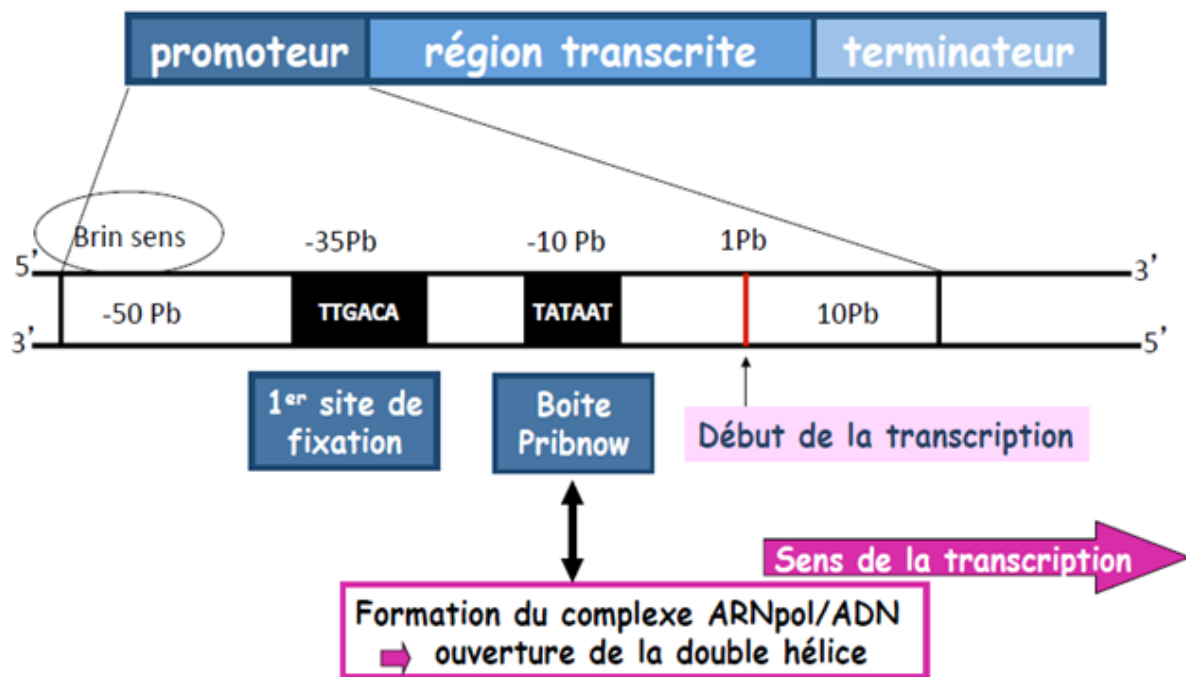 promoteur région transcrite terminateur
Brin sens -35Pb -10 Pb 1Pb
5' 3'
-50 Pb TTGACA TATAAT 10Pb
3' 5'
1er site de
fixation
Boite
Pribnow
Début de la transcription
Sens de la transcription
Formation du complexe ARNpol/ADN
ouverture de la double hélice